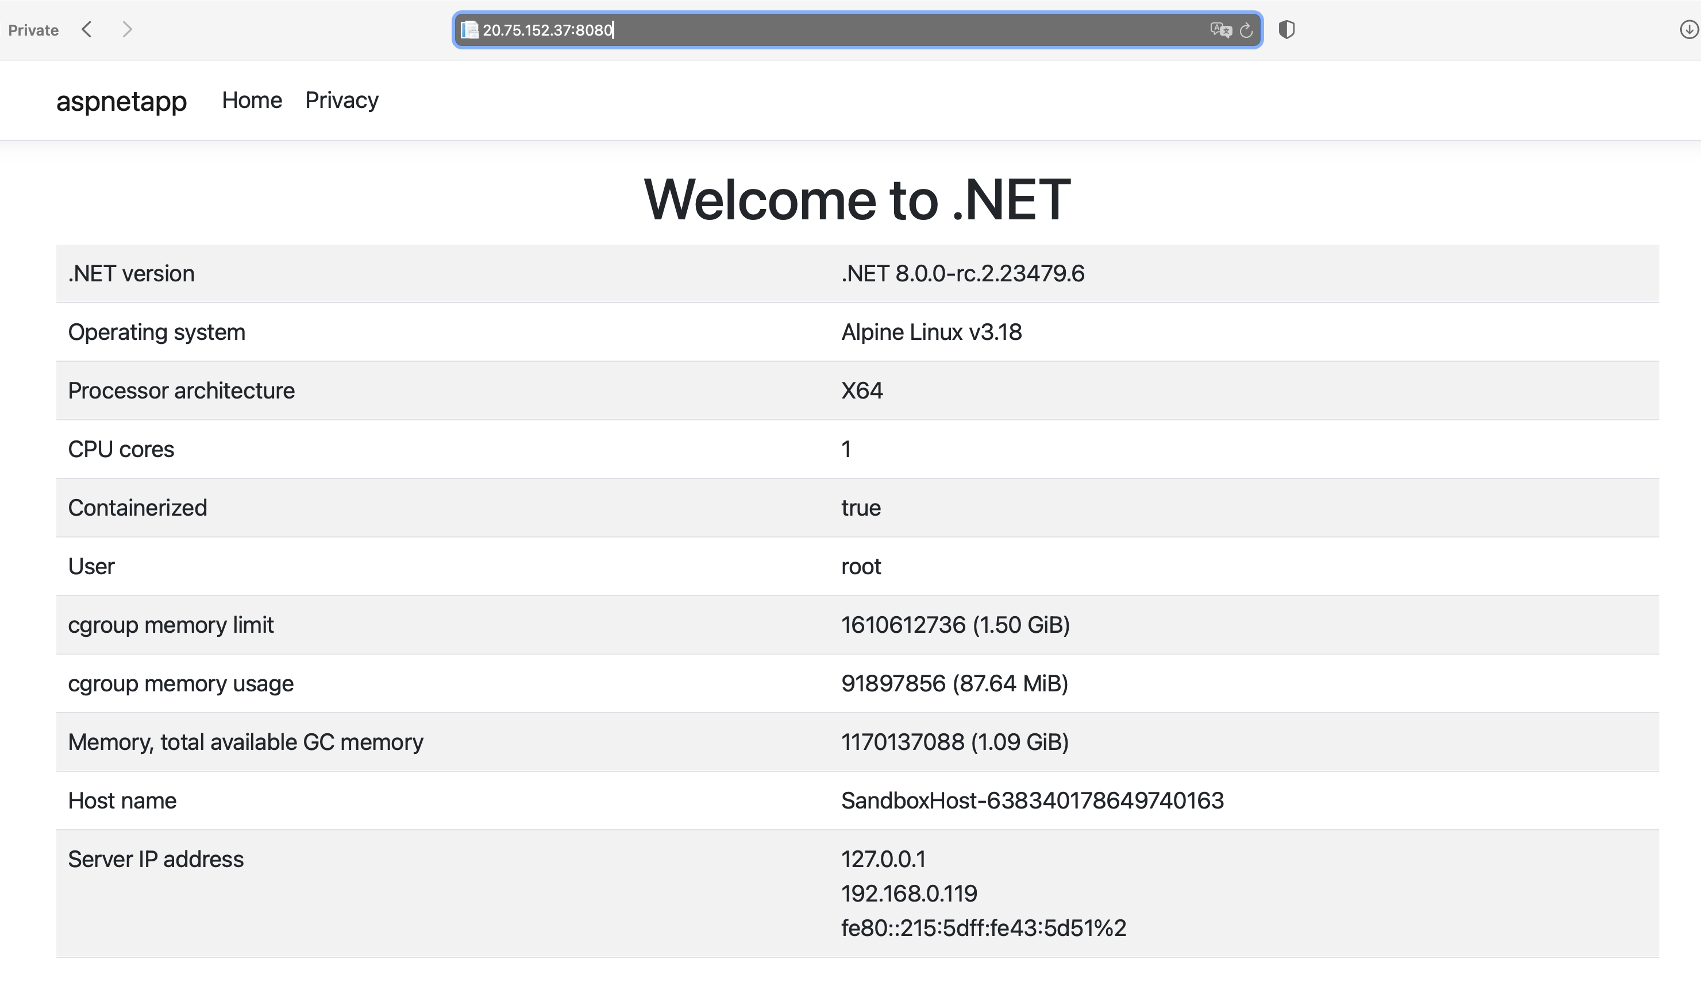 Private
20.75.152.37:8080
aspnetapp Home Privacy
Welcome to .NET
.NET version .NET 8.0.0-rc.2.23479.6
Operating system Alpine Linux v3.18
Processor architecture X64
CPU cores 1
Containerized true
User root
cgroup memory limit 1610612736 (1.50 GiB)
cgroup memory usage 91897856 (87.64 MiB)
Memory, total available GC memory 1170137088 (1.09 GiB)
Host name SandboxHost-638340178649740163
Server IP address 127.0.0.1
192.168.0.119
fe80::215:5dff:fe43:5d51%2